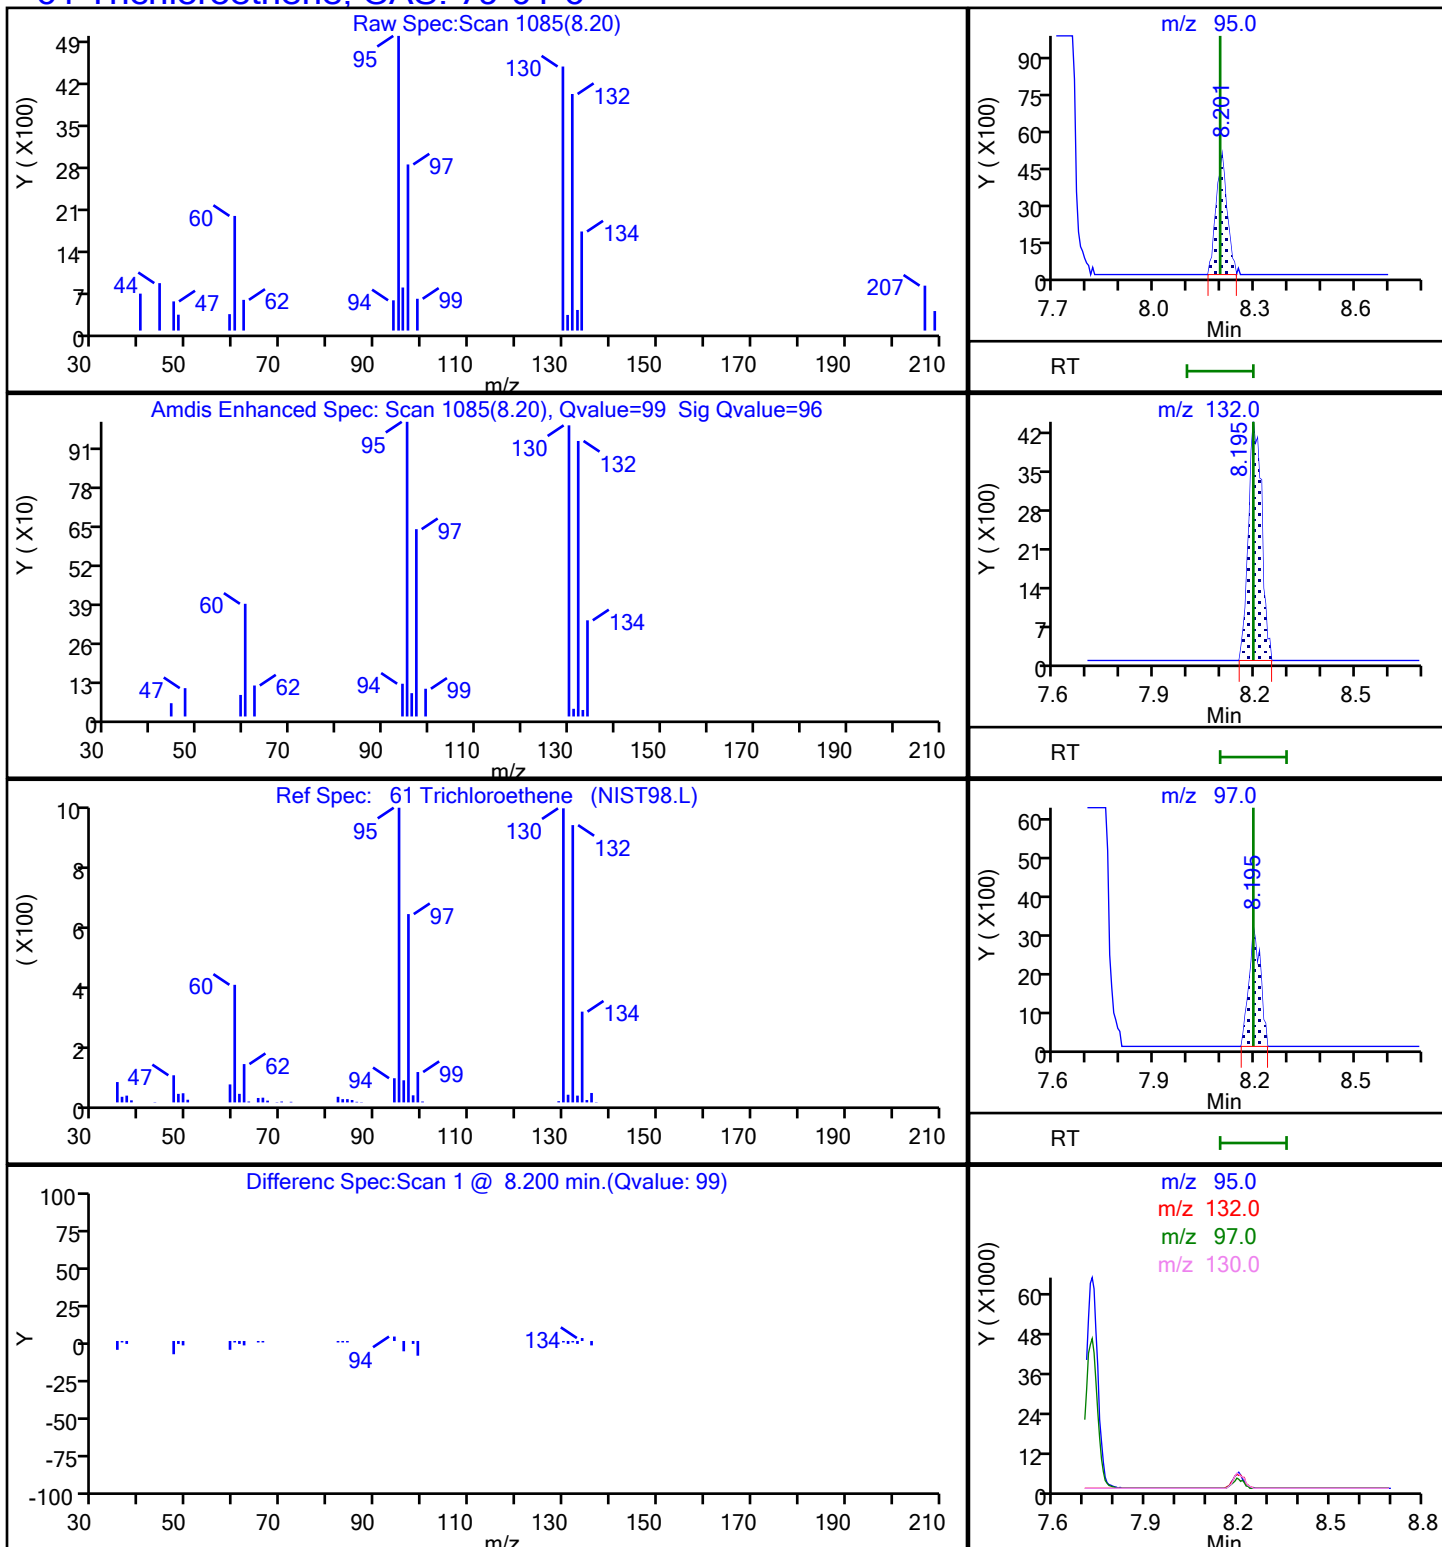 61 Trichloroethene, CAS: 79-01-6
Raw Spec:Scan 1085(8.20)
Y ( X100)
49
42
35
28
21
14
7
0
95
130
132
97
60
134
44
47
62
94
99
207
30 50 70 90 110 130 150 170 190 210
m/z
m/z 95.0
Y ( X100)
90
75
60
45
30
15
0
8.201
7.7 8.0 8.3 8.6
Min
RT
Amdis Enhanced Spec: Scan 1085(8.20), Qvalue=99 Sig Qvalue=96
Y ( X10)
91
78
65
52
39
26
13
0
95
130
132
97
60
134
47
62
94
99
30 50 70 90 110 130 150 170 190 210
m/z
m/z 132.0
Y ( X100)
42
35
28
21
14
7
0
8.195
7.6 7.9 8.2 8.5
Min
RT
Ref Spec: 61 Trichloroethene (NIST98.L)
( X100)
10
8
6
4
2
0
95
130
132
97
60
134
47
62
94
99
30 50 70 90 110 130 150 170 190 210
m/z
m/z 97.0
Y ( X100)
60
50
40
30
20
10
0
8.195
7.6 7.9 8.2 8.5
Min
RT
Differenc Spec:Scan 1 @ 8.200 min.(Qvalue: 99)
Y
100
75
50
25
0
-25
-50
-75
-100
94
134
30 50 70 90 110 130 150 170 190 210
m/z
m/z 95.0
m/z 132.0
m/z 97.0
m/z 130.0
Y ( X1000)
60
48
36
24
12
0
7.6 7.9 8.2 8.5 8.8
Min